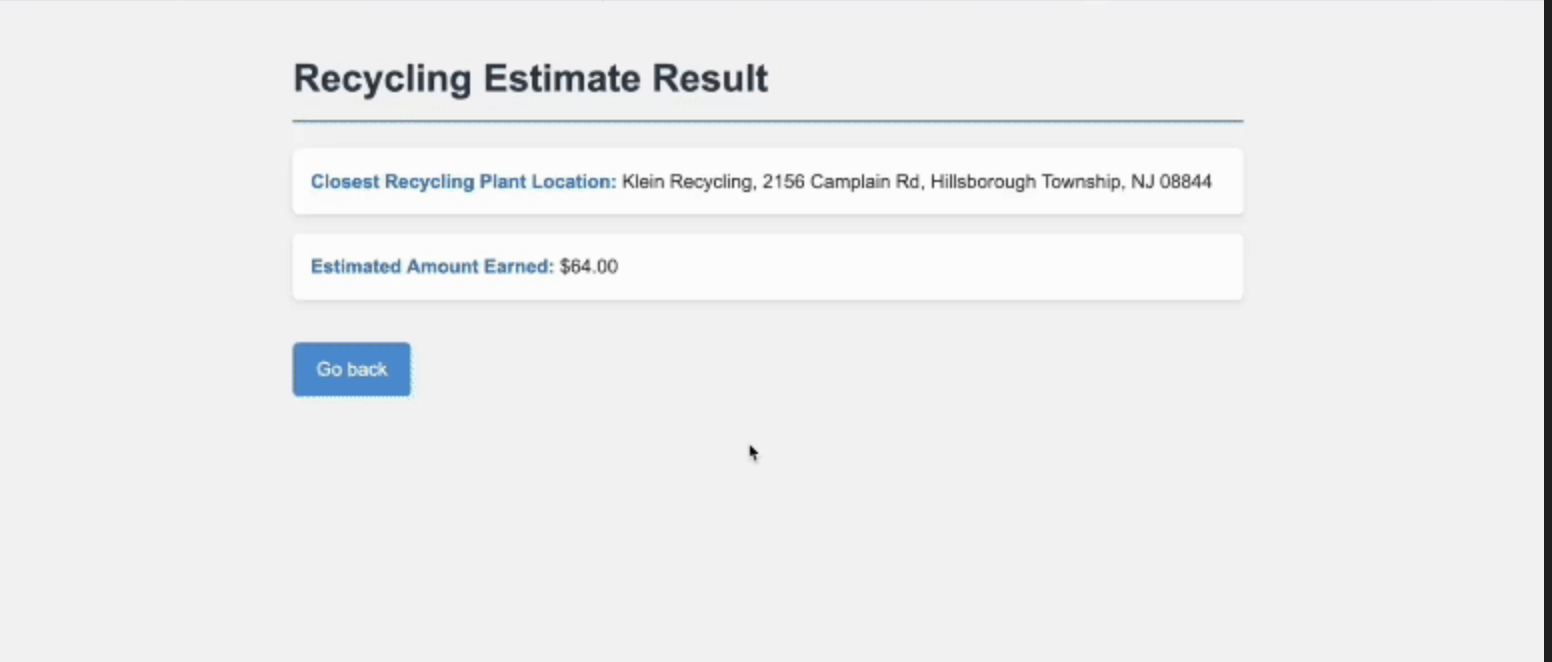 Recycling Estimate Result
Closest Recycling Plant Location: Klein Recycling, 2156 Camplain Rd, Hillsborough Township, NJ 08844
Estimated Amount Earned: $64.00
Go back